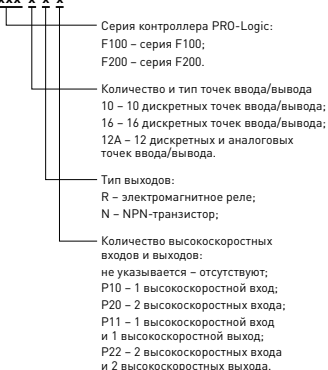 xxx x x x
Серия контроллера PRO-Logic:
F100 – серия F100;
F200 – серия F200.
Количество и тип точек ввода/вывода
10 – 10 дискретных точек ввода/вывода;
16 – 16 дискретных точек ввода/вывода;
12A – 12 дискретных и аналоговых
точек ввода/вывода.
Тип выходов:
R – электромагнитное реле;
N – NPN-транзистор;
Количество высокоскоростных
входов и выходов:
не указывается – отсутствуют;
P10 – 1 высокоскоростной вход;
P20 – 2 высокоскоростных входа;
P11 – 1 высокоскоростной вход
и 1 высокоскоростной выход;
P22 – 2 высокоскоростных входа
и 2 высокоскоростных выхода.